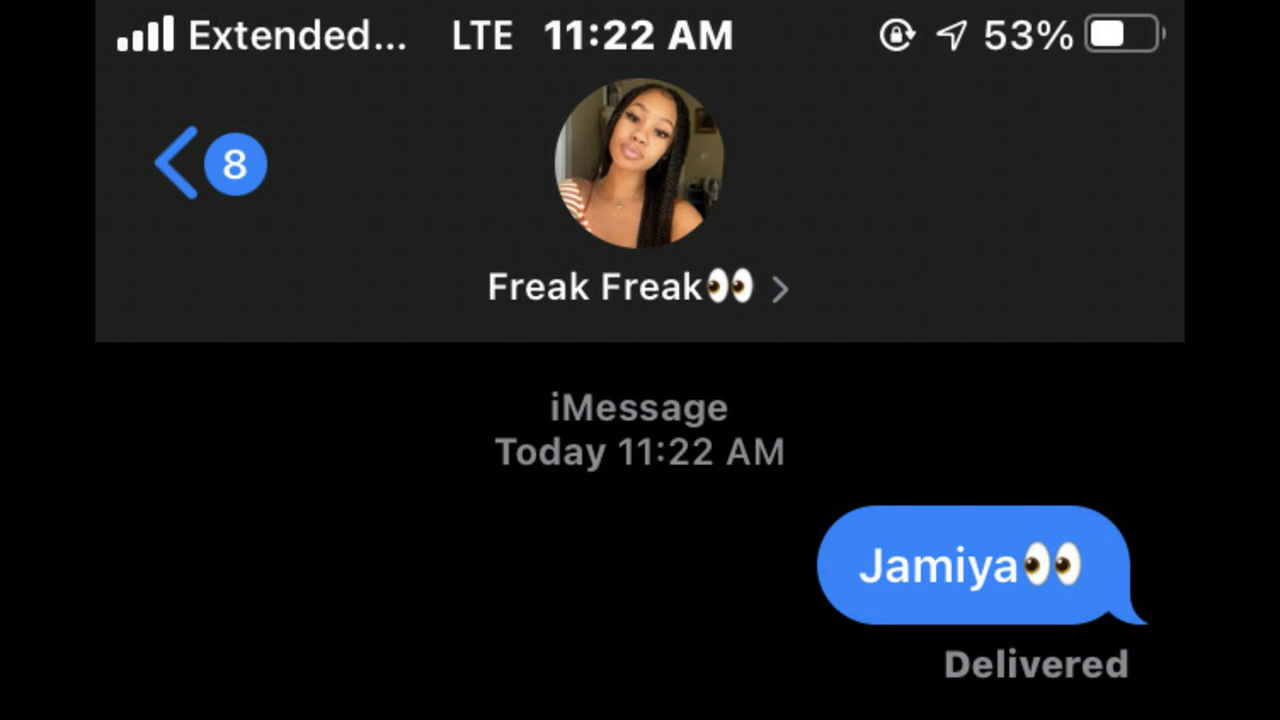 Extended... LTE 11:22 AM 53%
8
Freak Freak👀
iMessage
Today 11:22 AM
Jamiya👀
Delivered